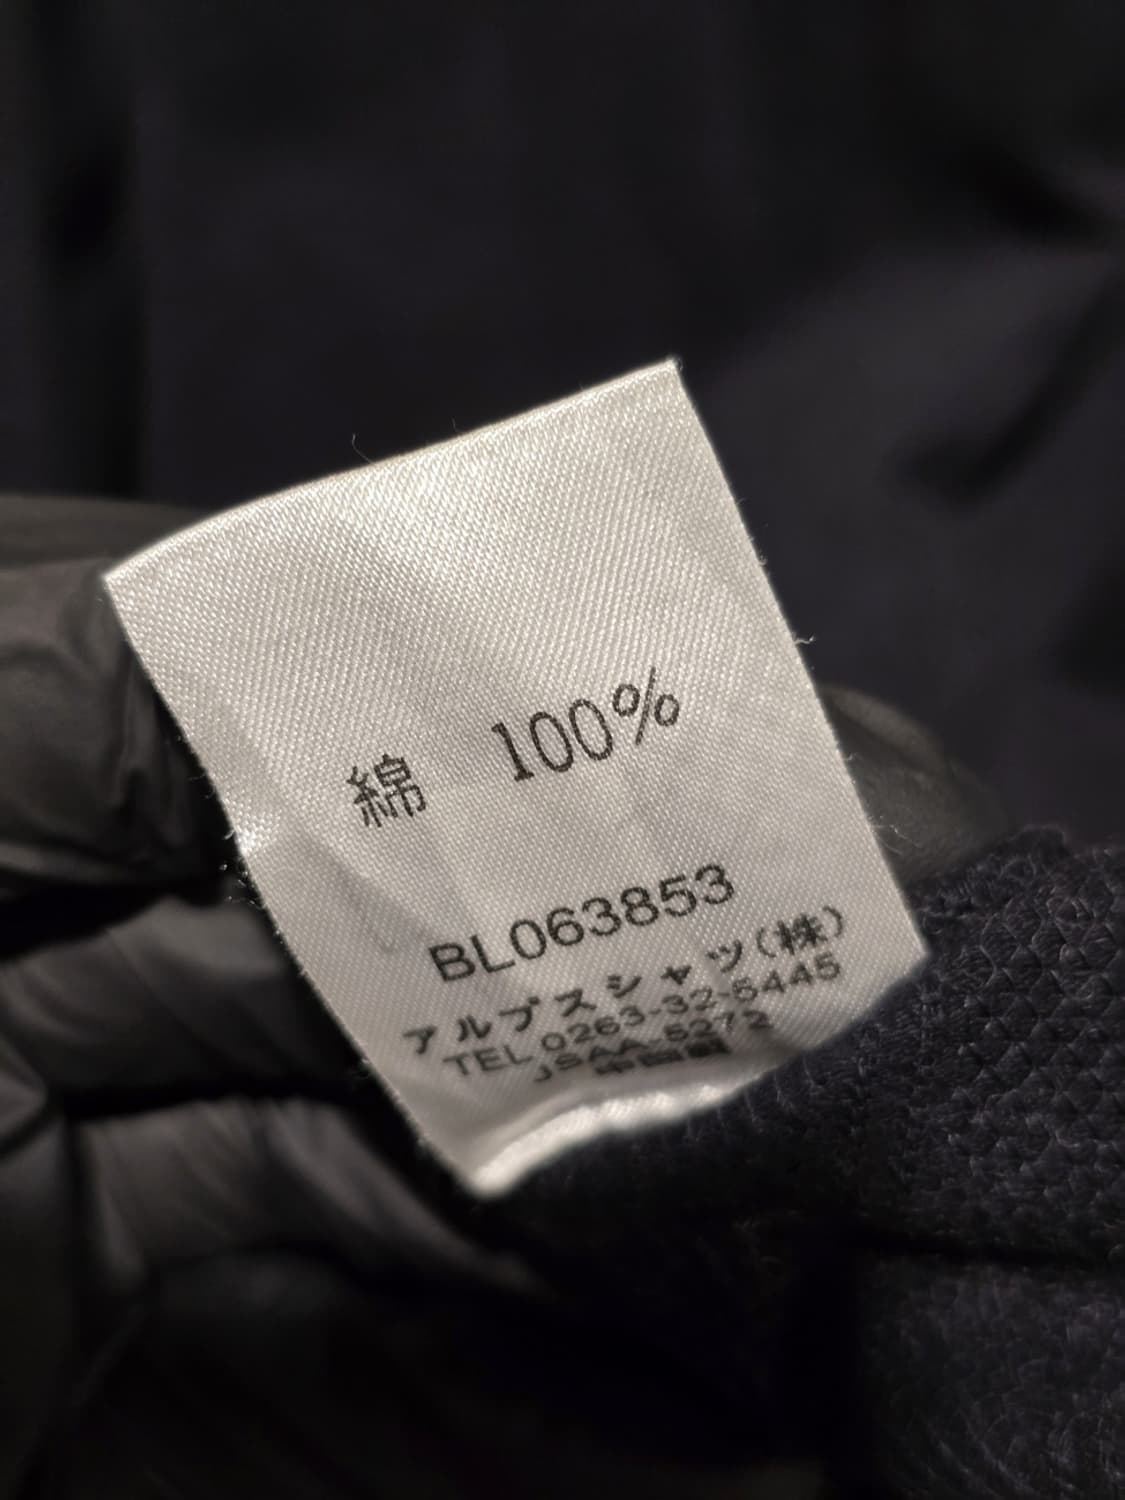 綿 100%
BL063853
アルプスシャツ(株)
TEL 0263-32-5445
JSAA-5272
中国製